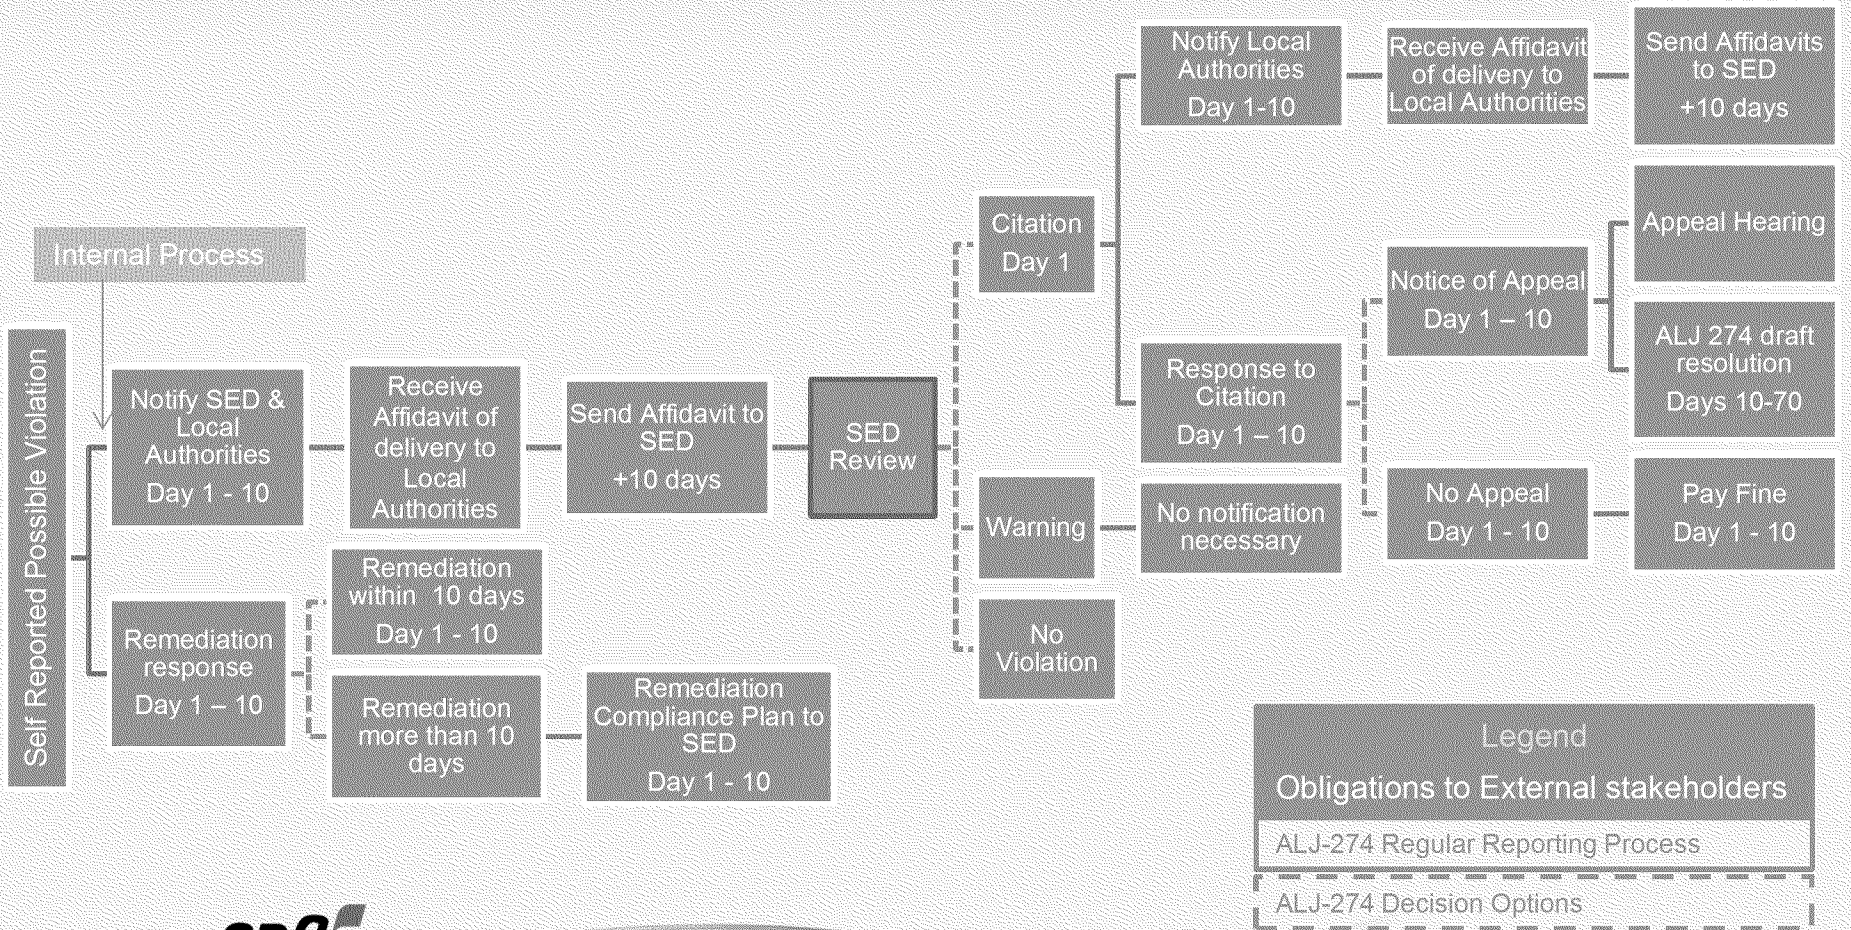 Internal Process
Self Reported Possible Violation
Notify SED &
Local
Authorities
Day 1 - 10
Receive
Affidavit of
delivery to
Local
Authorities
Send Affidavit to
SED
+10 days
SED
Review
Remediation
response
Day 1 – 10
Remediation
within 10 days
Day 1 - 10
Remediation
more than 10
days
Remediation
Compliance Plan to
SED
Day 1 - 10
Citation
Day 1
Warning
No
Violation
Notify Local
Authorities
Day 1-10
Receive Affidavit
of delivery to
Local Authorities
Send Affidavits
to SED
+10 days
Response to
Citation
Day 1 – 10
No notification
necessary
Notice of Appeal
Day 1 – 10
Appeal Hearing
ALJ 274 draft
resolution
Days 10-70
No Appeal
Day 1 - 10
Pay Fine
Day 1 - 10
Legend
Obligations to External stakeholders
ALJ-274 Regular Reporting Process
ALJ-274 Decision Options